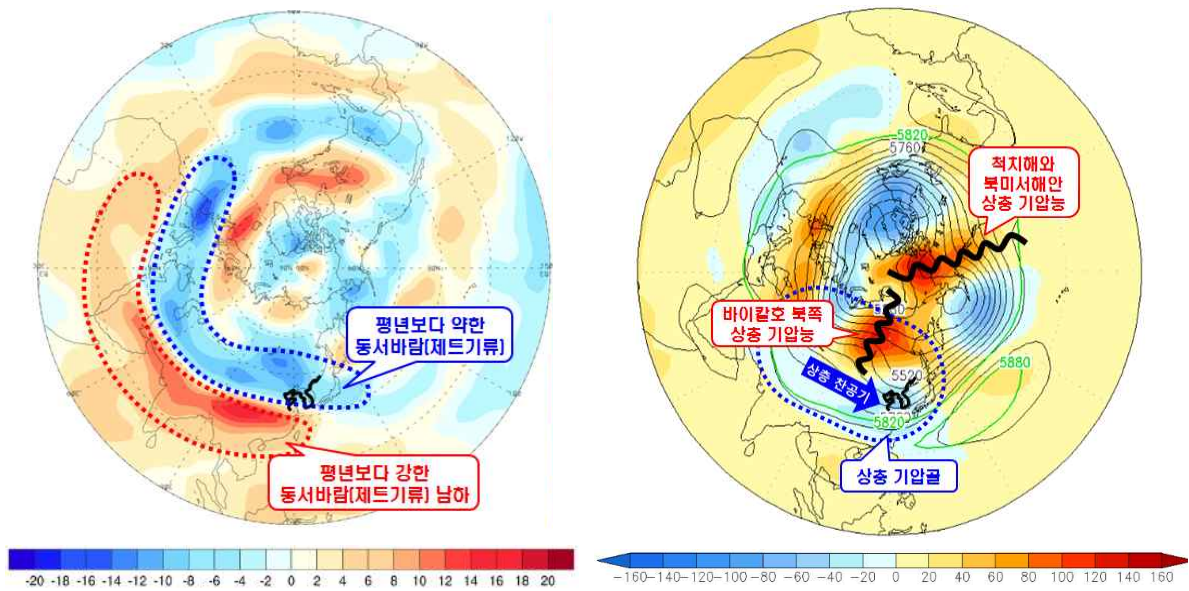 평년보다 약한
동서바람(제트기류)
평년보다 강한
동서바람(제트기류) 남하
-20 -18 -16 -14 -12 -10 -8 -6 -4 -2 0 2 4 6 8 10 12 14 16 18 20
5820
5760
척치해와
북미서해안
상층 기압능
바이칼호 북쪽
상층 기압능
상층 찬공기
5520
5880
5820
상층 기압골
-160 -140 -120 -100 -80 -60 -40 -20 0 20 40 60 80 100 120 140 160